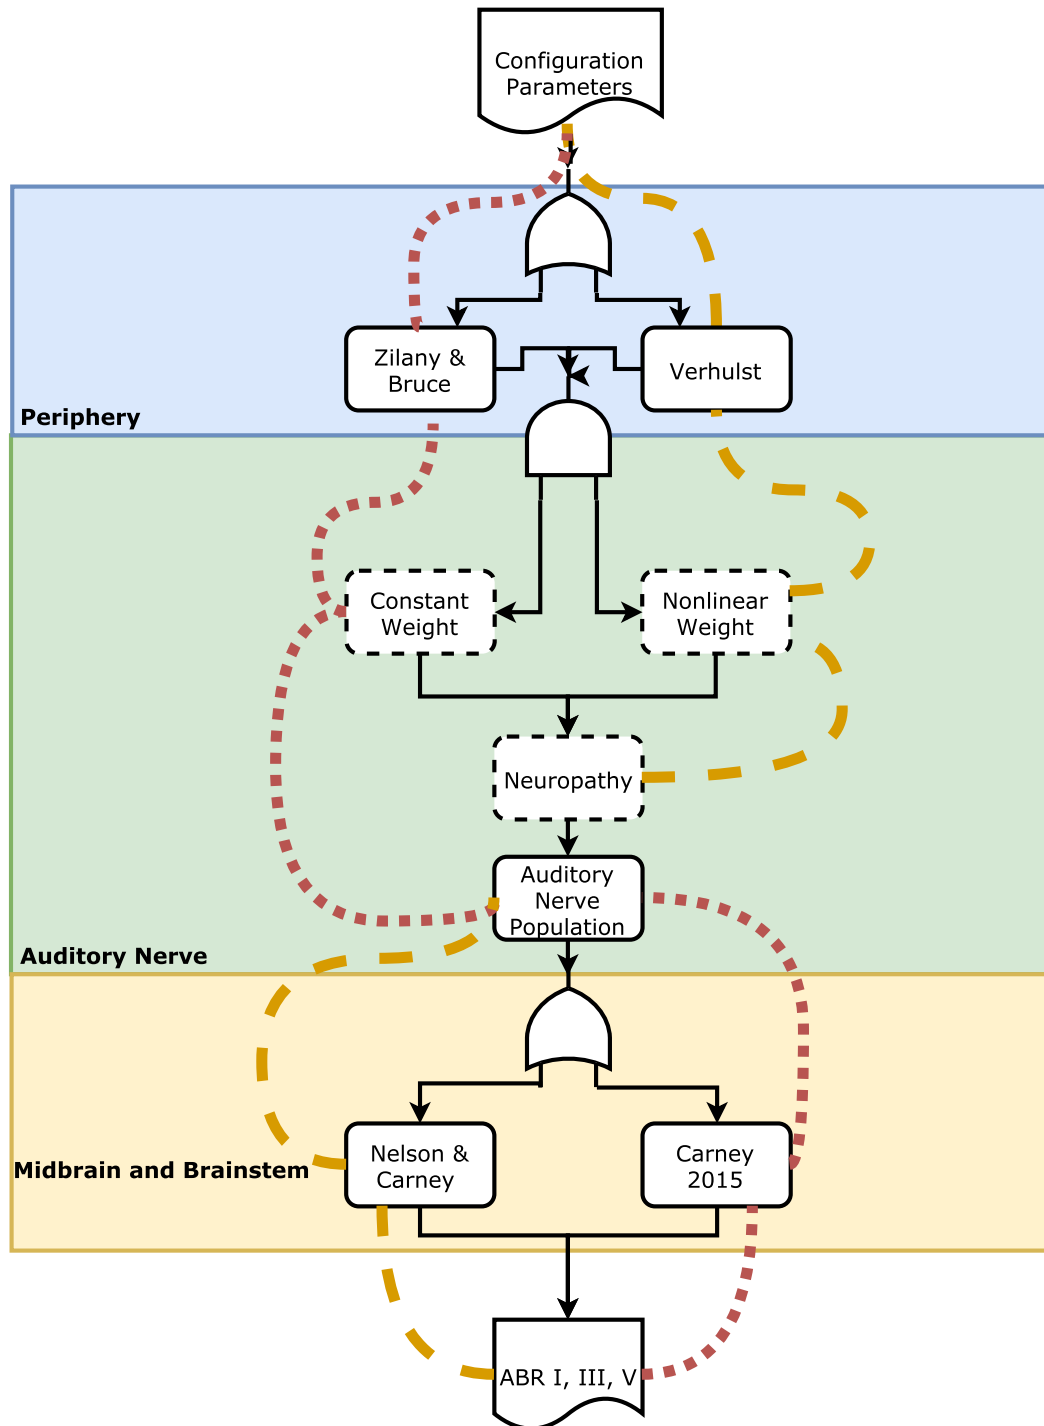 Configuration
Parameters
Zilany &
Bruce
Verhulst
Periphery
Constant
Weight
Nonlinear
Weight
Neuropathy
Auditory
Nerve
Population
Auditory Nerve
Nelson &
Carney
Carney
2015
Midbrain and Brainstem
ABR I, III, V